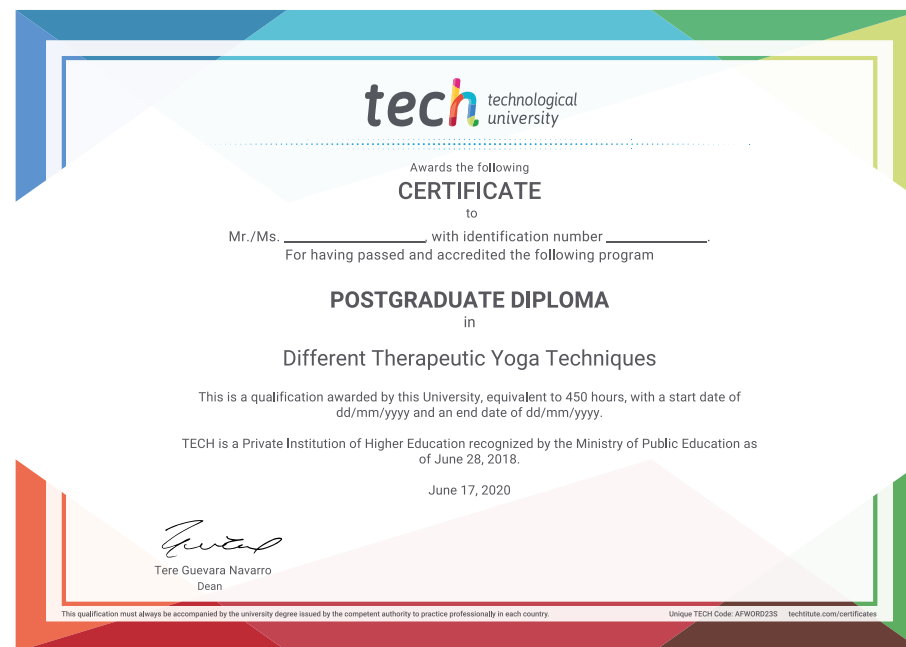 tech technological
university
Awards the following
CERTIFICATE
to
Mr./Ms. ____________________, with identification number ______________.
For having passed and accredited the following program
POSTGRADUATE DIPLOMA
in
Different Therapeutic Yoga Techniques
This is a qualification awarded by this University, equivalent to 450 hours, with a start date of
dd/mm/yyyy and an end date of dd/mm/yyyy.
TECH is a Private Institution of Higher Education recognized by the Ministry of Public Education as
of June 28, 2018.
June 17, 2020
Tere Guevara Navarro
Dean
This qualification must always be accompanied by the university degree issued by the competent authority to practice professionally in each country. Unique TECH Code: AFWORD23S techtitute.com/certificates